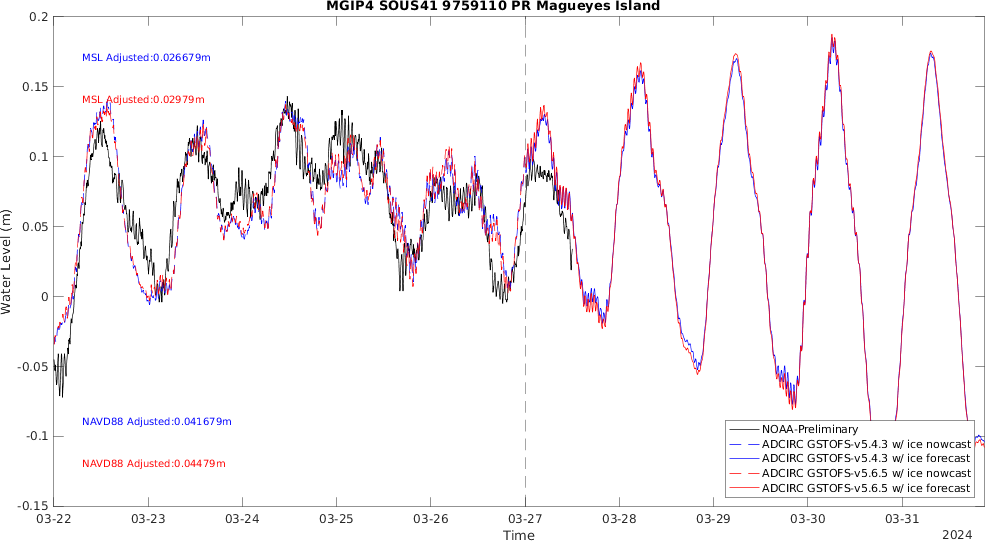 MGIP4 SOUS41 9759110 PR Magueyes Island
0.2
0.15
0.1
0.05
0
-0.05
-0.1
-0.15
Water Level (m)
MSL Adjusted:0.026679m
MSL Adjusted:0.02979m
NAVD88 Adjusted:0.041679m
NAVD88 Adjusted:0.04479m
NOAA-Preliminary
ADCIRC GSTOFS-v5.4.3 w/ ice nowcast
ADCIRC GSTOFS-v5.4.3 w/ ice forecast
ADCIRC GSTOFS-v5.6.5 w/ ice nowcast
ADCIRC GSTOFS-v5.6.5 w/ ice forecast
03-22 03-23 03-24 03-25 03-26 03-27 03-28 03-29 03-30 03-31
Time
2024